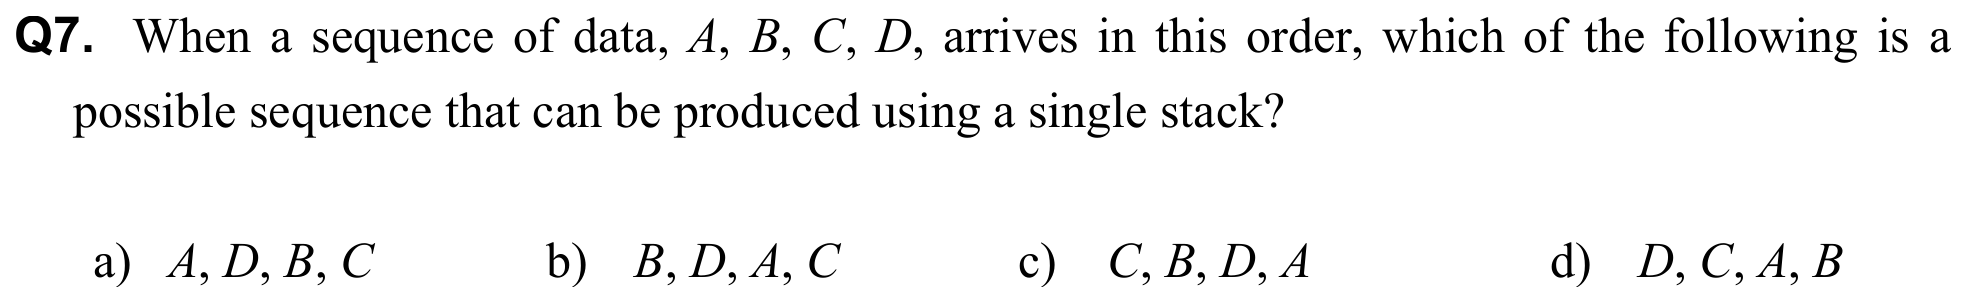 Q7. When a sequence of data, A, B, C, D, arrives in this order, which of the following is a
possible sequence that can be produced using a single stack?
a) A, D, B, C b) B, D, A, C c) C, B, D, A d) D, C, A, B